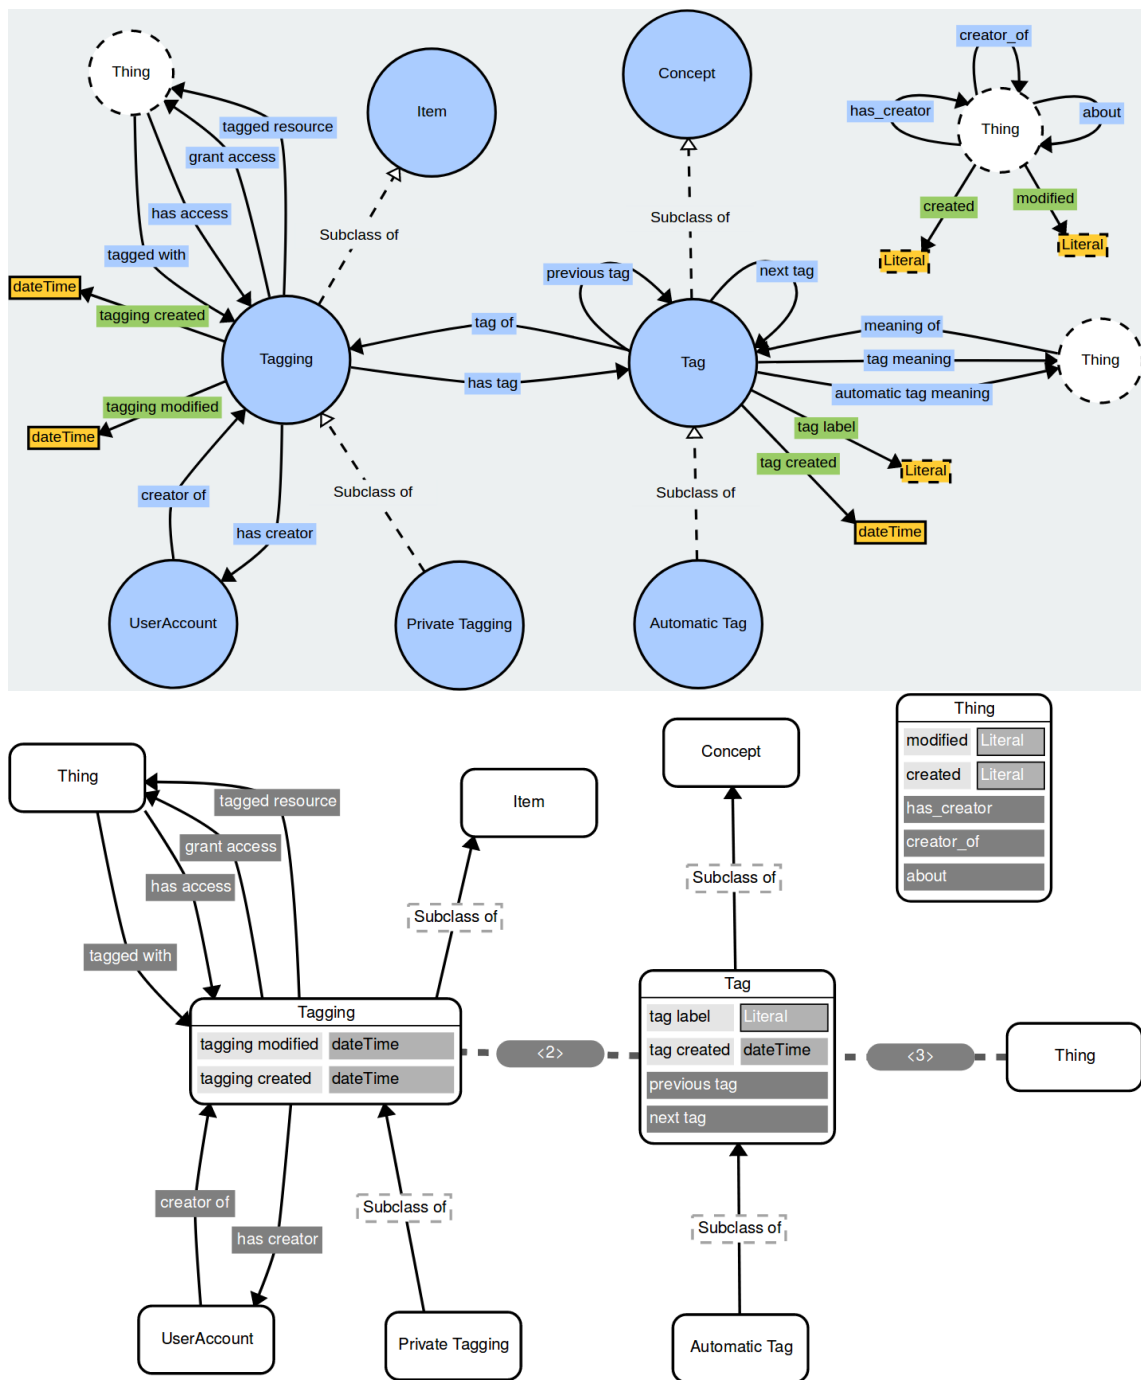 creator_of
Thing
Concept
has_creator
about
Item
tagged resource
Thing
grant access
modified
created
has access
Subclass of
Subclass of
Literal
tagged with
Literal
previous tag
next tag
dateTime
tagging created
tag of
meaning of
Tagging
Tag
tag meaning
Thing
has tag
automatic tag meaning
tagging modified
tag label
dateTime
tag created
Literal
creator of
Subclass of
Subclass of
has creator
dateTime
UserAccount
Private Tagging
Automatic Tag
Thing
modified Literal
created Literal
has_creator
creator_of
about
Concept
Thing
Item
tagged resource
grant access
has access
Subclass of
Subclass of
tagged with
Tag
tag label Literal
tag created dateTime
previous tag
next tag
Tagging
tagging modified dateTime
tagging created dateTime
<2>
<3>
Thing
creator of
Subclass of
has creator
Subclass of
UserAccount
Private Tagging
Automatic Tag